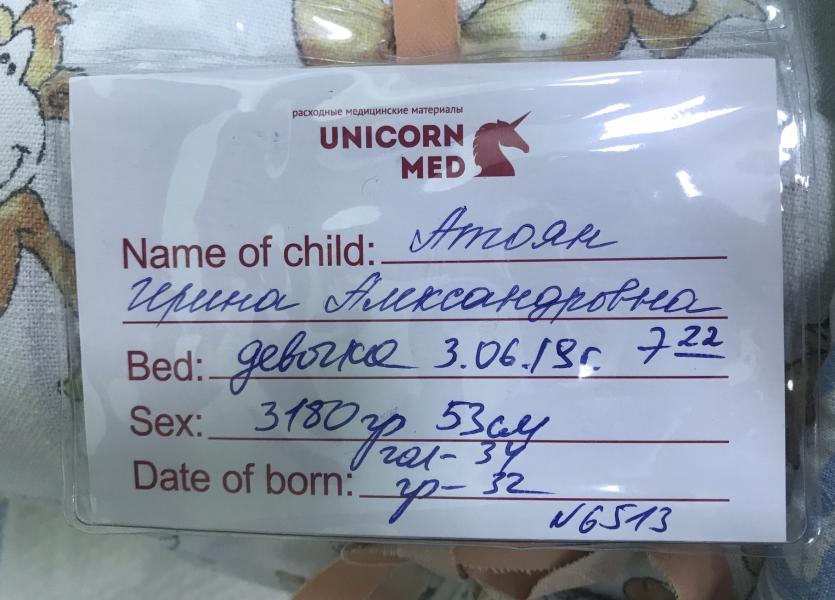 расходные медицинские материалы
UNICORN
MED
Name of child: Атоян
Ирина Александровна
Bed: девочка 3.06.19г. 7 22
Sex: 3180гр 53см
гол- 34
Date of born: гр- 32
N6513